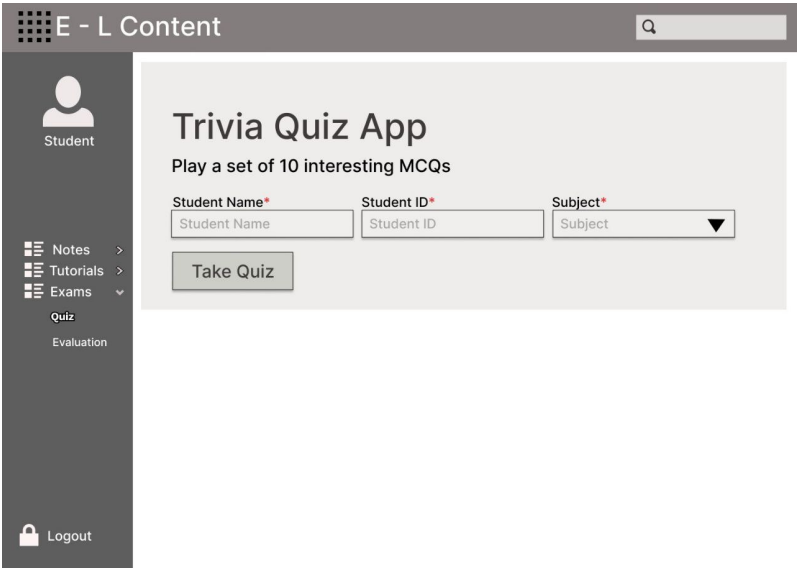 E - L Content
Student
Notes >
Tutorials >
Exams
Quiz
Evaluation
Logout
Trivia Quiz App
Play a set of 10 interesting MCQs
Student Name* Student ID* Subject*
Student Name Student ID Subject
Take Quiz